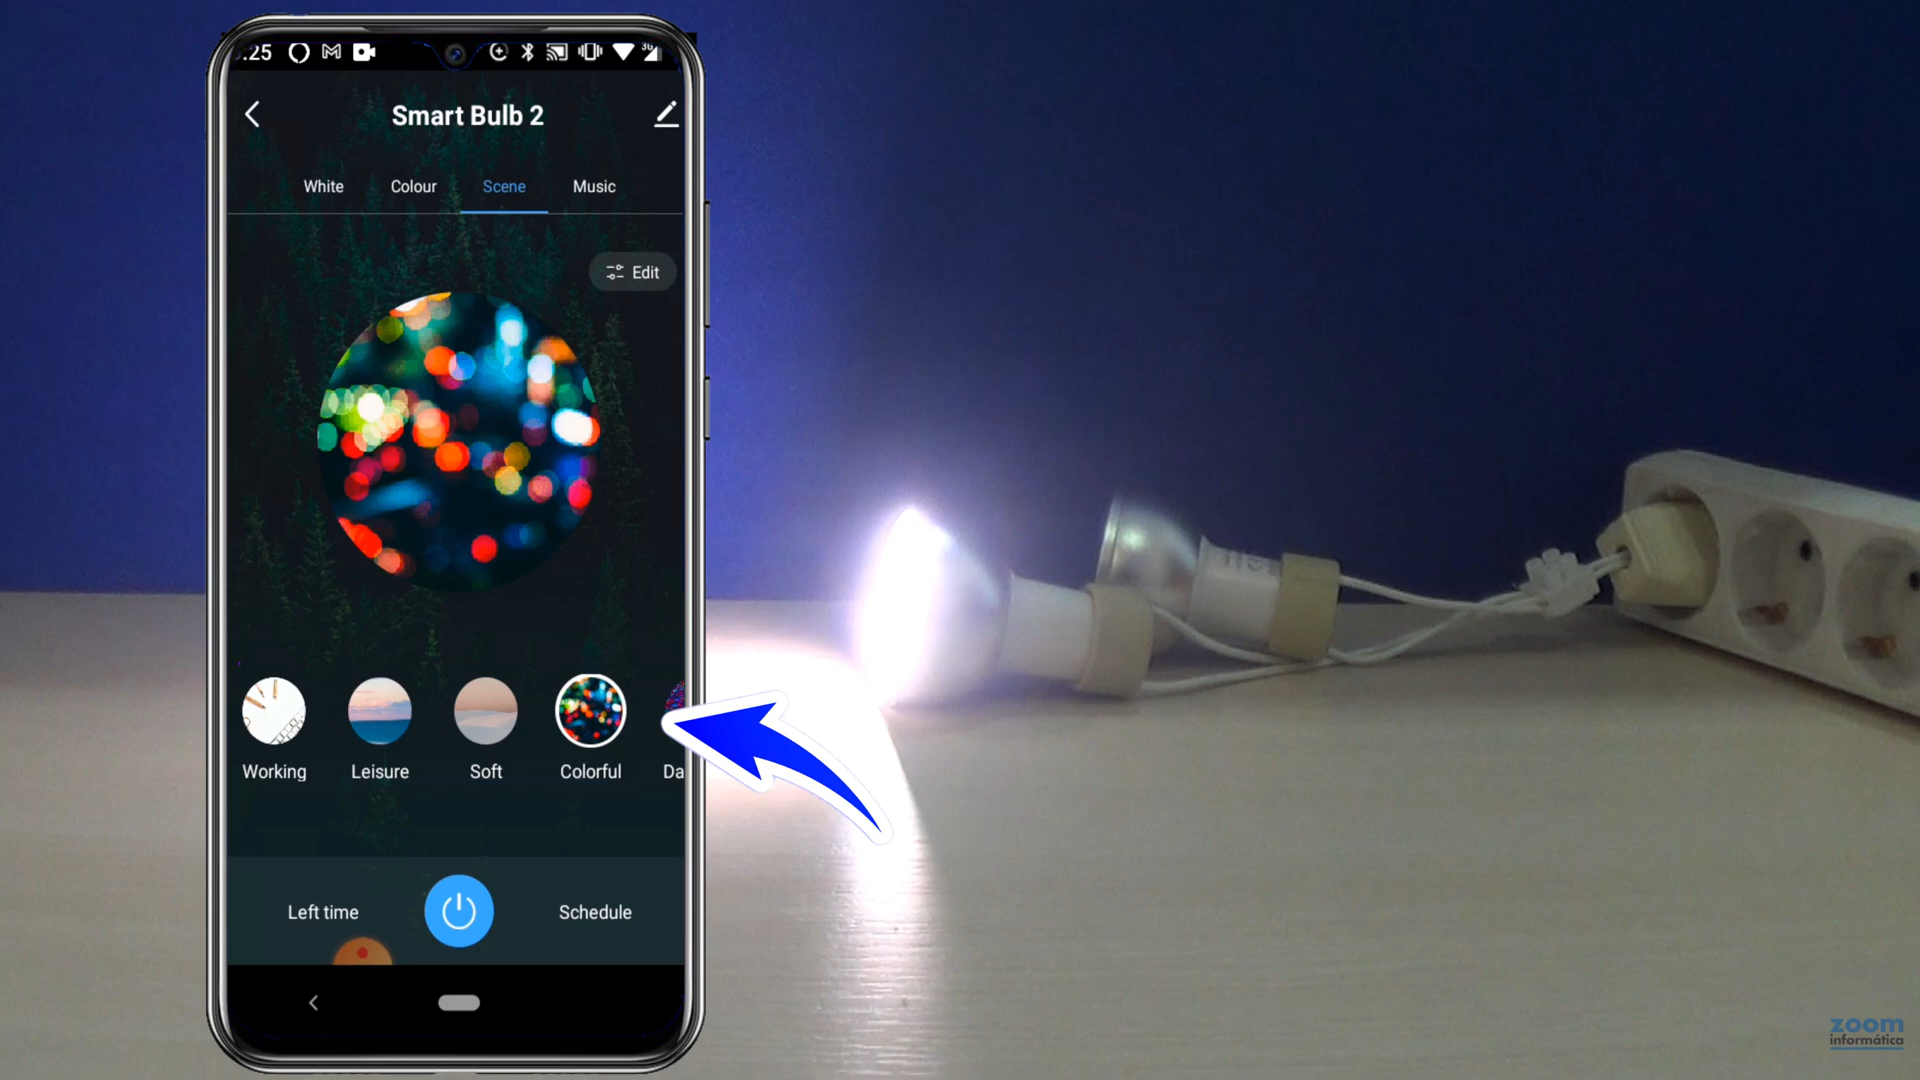 :25
3G
Smart Bulb 2
White Colour Scene Music
Edit
Working Leisure Soft Colorful Da
Left time Schedule
zoom
informática